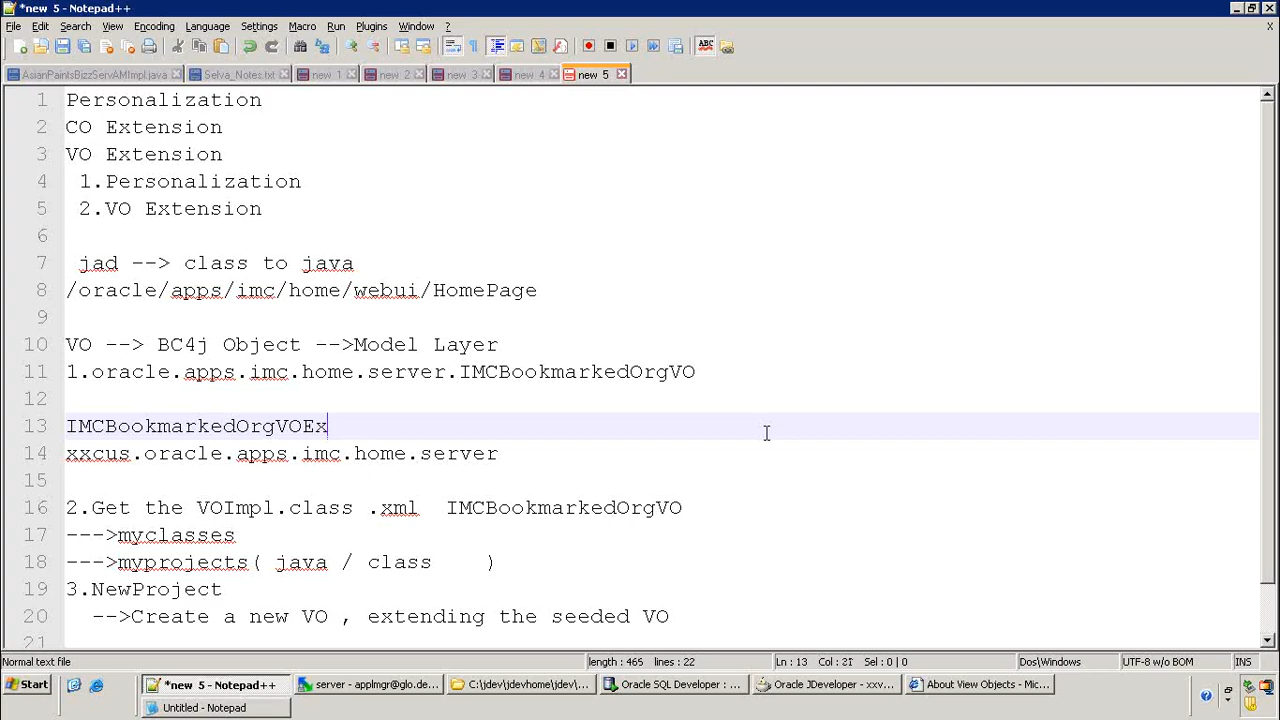 *new 5 - Notepad++
File Edit Search View Encoding Language Settings Macro Run Plugins Window ?
X
AsianPaintsBizzServAMImpl.java Selva_Notes.txt new 1 new 2 new 3 new 4 new 5
1 Personalization
2 CO Extension
3 VO Extension
4 1.Personalization
5 2.VO Extension
6
7 jad --> class to java
8 /oracle/apps/imc/home/webui/HomePage
9
10 VO --> BC4j Object -->Model Layer
11 1.oracle.apps.imc.home.server.IMCBookmarkedOrgVO
12
13 IMCBookmarkedOrgVOEx
14 xxcus.oracle.apps.imc.home.server
15
16 2.Get the VOImpl.class .xml IMCBookmarkedOrgVO
17 --->myclasses
18 --->myprojects( java / class )
19 3.NewProject
20 -->Create a new VO , extending the seeded VO
21
Normal text file length : 465 lines : 22 Ln : 13 Col : 21 Sel : 0 | 0 Dos\Windows UTF-8 w/o BOM INS
Start *new 5 - Notepad++ server - applmgr@glo.de... C:\jdev\jdevhome\jdev\... Oracle SQL Developer : ... Oracle JDeveloper - xxv... About View Objects - Mic...
Untitled - Notepad